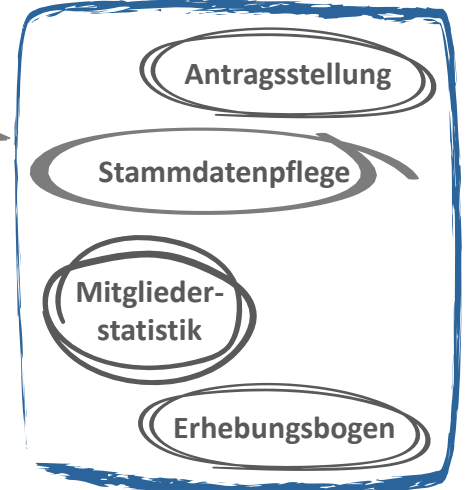 Antragsstellung
Stammdatenpflege
Mitglieder-
statistik
Erhebungsbogen